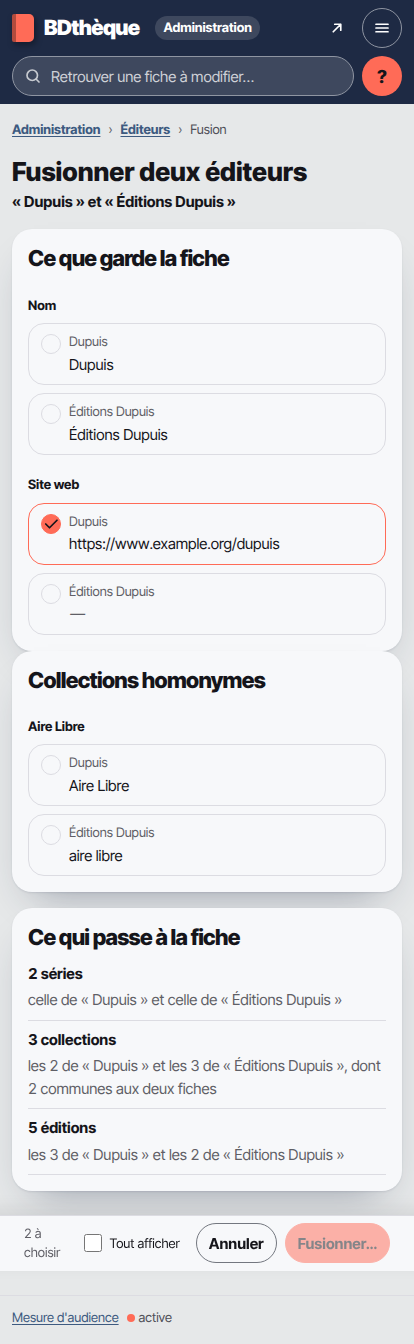 BDthèque
Administration
Retrouver une fiche à modifier...
?
Administration › Éditeurs › Fusion
Fusionner deux éditeurs
« Dupuis » et « Éditions Dupuis »
Ce que garde la fiche
Nom
Dupuis
Dupuis
Éditions Dupuis
Éditions Dupuis
Site web
Dupuis
https://www.example.org/dupuis
Éditions Dupuis
—
Collections homonymes
Aire Libre
Dupuis
Aire Libre
Éditions Dupuis
aire libre
Ce qui passe à la fiche
2 séries
celle de « Dupuis » et celle de « Éditions Dupuis »
3 collections
les 2 de « Dupuis » et les 3 de « Éditions Dupuis », dont
2 communes aux deux fiches
5 éditions
les 3 de « Dupuis » et les 2 de « Éditions Dupuis »
2 à
choisir
Tout afficher
Annuler
Fusionner...
Mesure d'audience
active